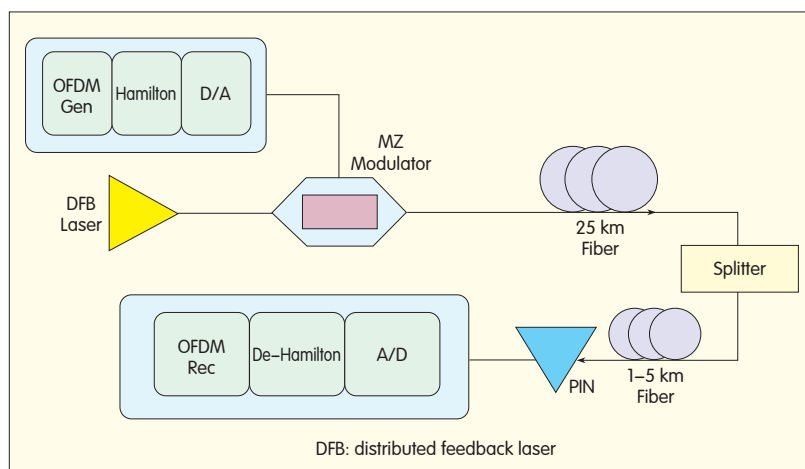 OFDM
Gen
Hamilton
D/A
MZ
Modulator
DFB
Laser
25 km
Fiber
Splitter
OFDM
Rec
De–Hamilton
A/D
PIN
1–5 km
Fiber
DFB: distributed feedback laser